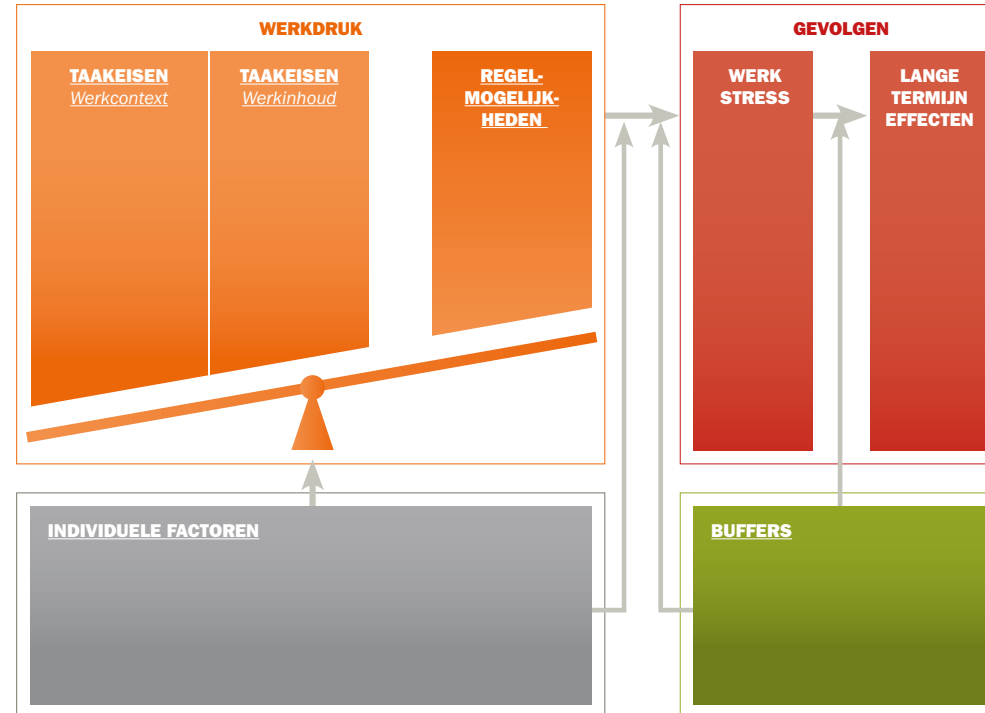 WERKDRUK
TAAKEISEN
Werkcontext
TAAKEISEN
Werkinhoud
REGEL-
MOGELIJK-
HEDEN
GEVOLGEN
WERK
STRESS
LANGE
TERMIJN
EFFECTEN
INDIVIDUELE FACTOREN
BUFFERS